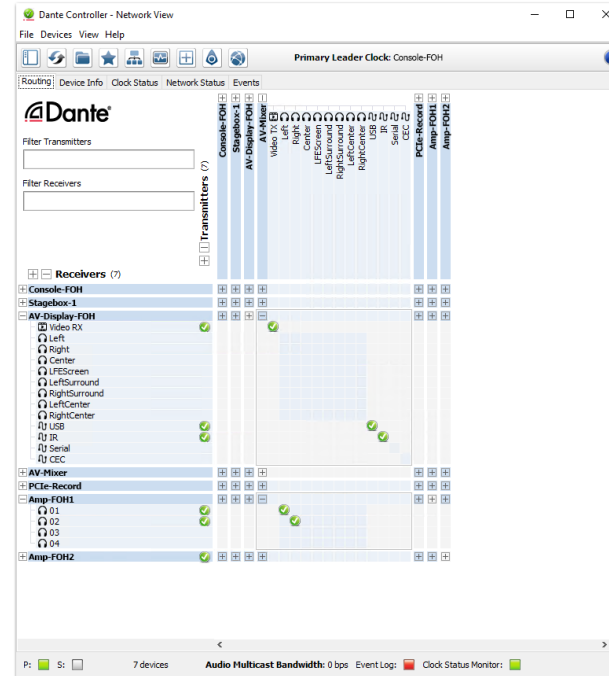 Dante Controller - Network View
File Devices View Help
Primary Leader Clock: Console-FOH
Routing Device Info Clock Status Network Status Events
Dante
Filter Transmitters
Filter Receivers
Transmitters (7)
Console-FOH
Stagebox-1
AV-Display-FOH
AV-Mixer
Video TX
Left
Right
Center
LFEScreen
LeftSurround
RightSurround
LeftCenter
RightCenter
USB
IR
Serial
CEC
PCIe-Record
Amp-FOH1
Amp-FOH2
Receivers (7)
Console-FOH
Stagebox-1
AV-Display-FOH
Video RX
Left
Right
Center
LFEScreen
LeftSurround
RightSurround
LeftCenter
RightCenter
USB
IR
Serial
CEC
AV-Mixer
PCIe-Record
Amp-FOH1
01
02
03
04
Amp-FOH2
P: S: 7 devices Audio Multicast Bandwidth: 0 bps Event Log: Clock Status Monitor: